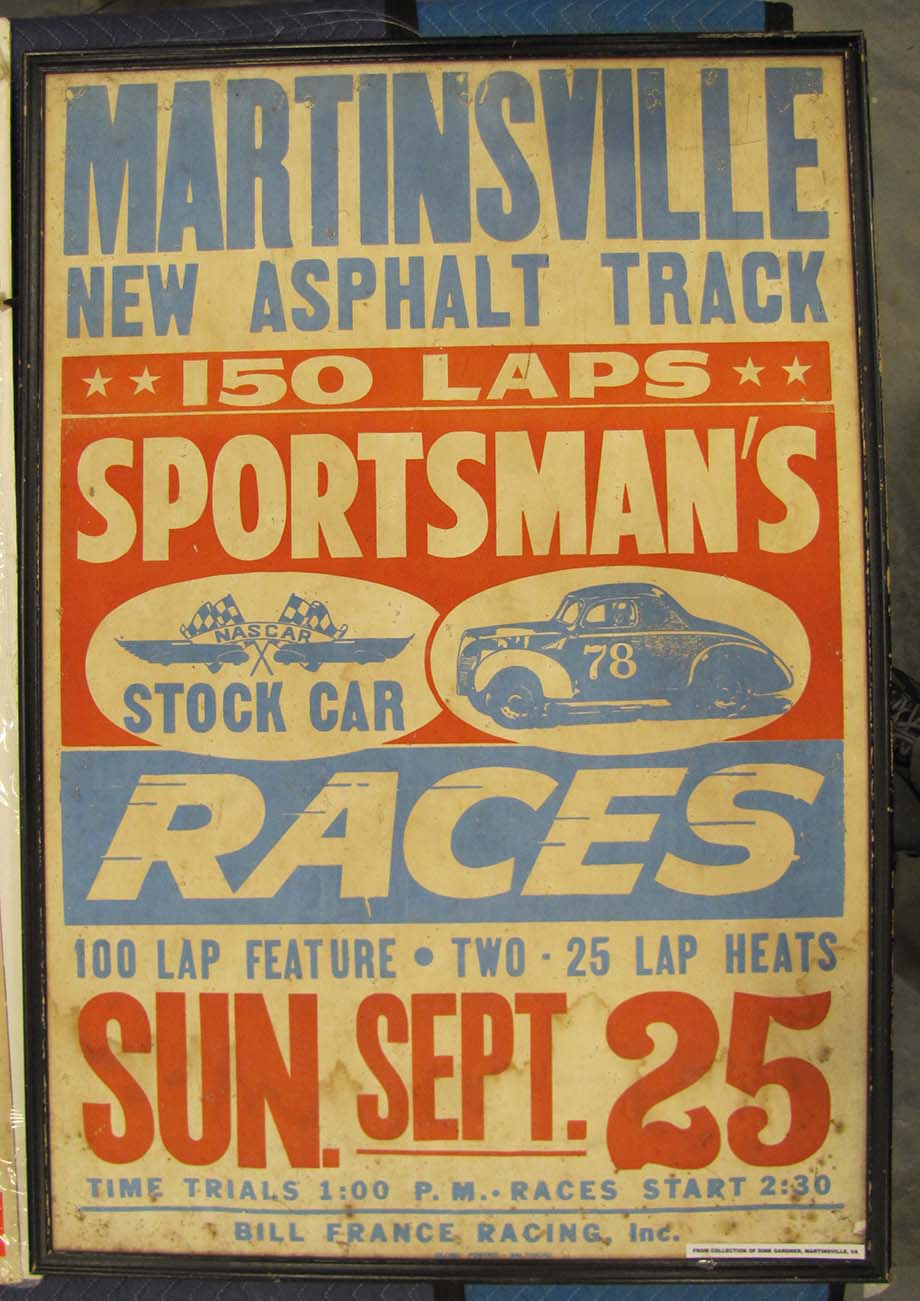 MARTINSVILLE
NEW ASPHALT TRACK
150 LAPS
SPORTSMAN'S
NASCAR
STOCK CAR
78
RACES
100 LAP FEATURE • TWO - 25 LAP HEATS
SUN. SEPT. 25
TIME TRIALS 1:00 P.M. • RACES START 2:30
BILL FRANCE RACING, Inc.
FROM COLLECTION OF DINK GARDNER, MARTINSVILLE, VA